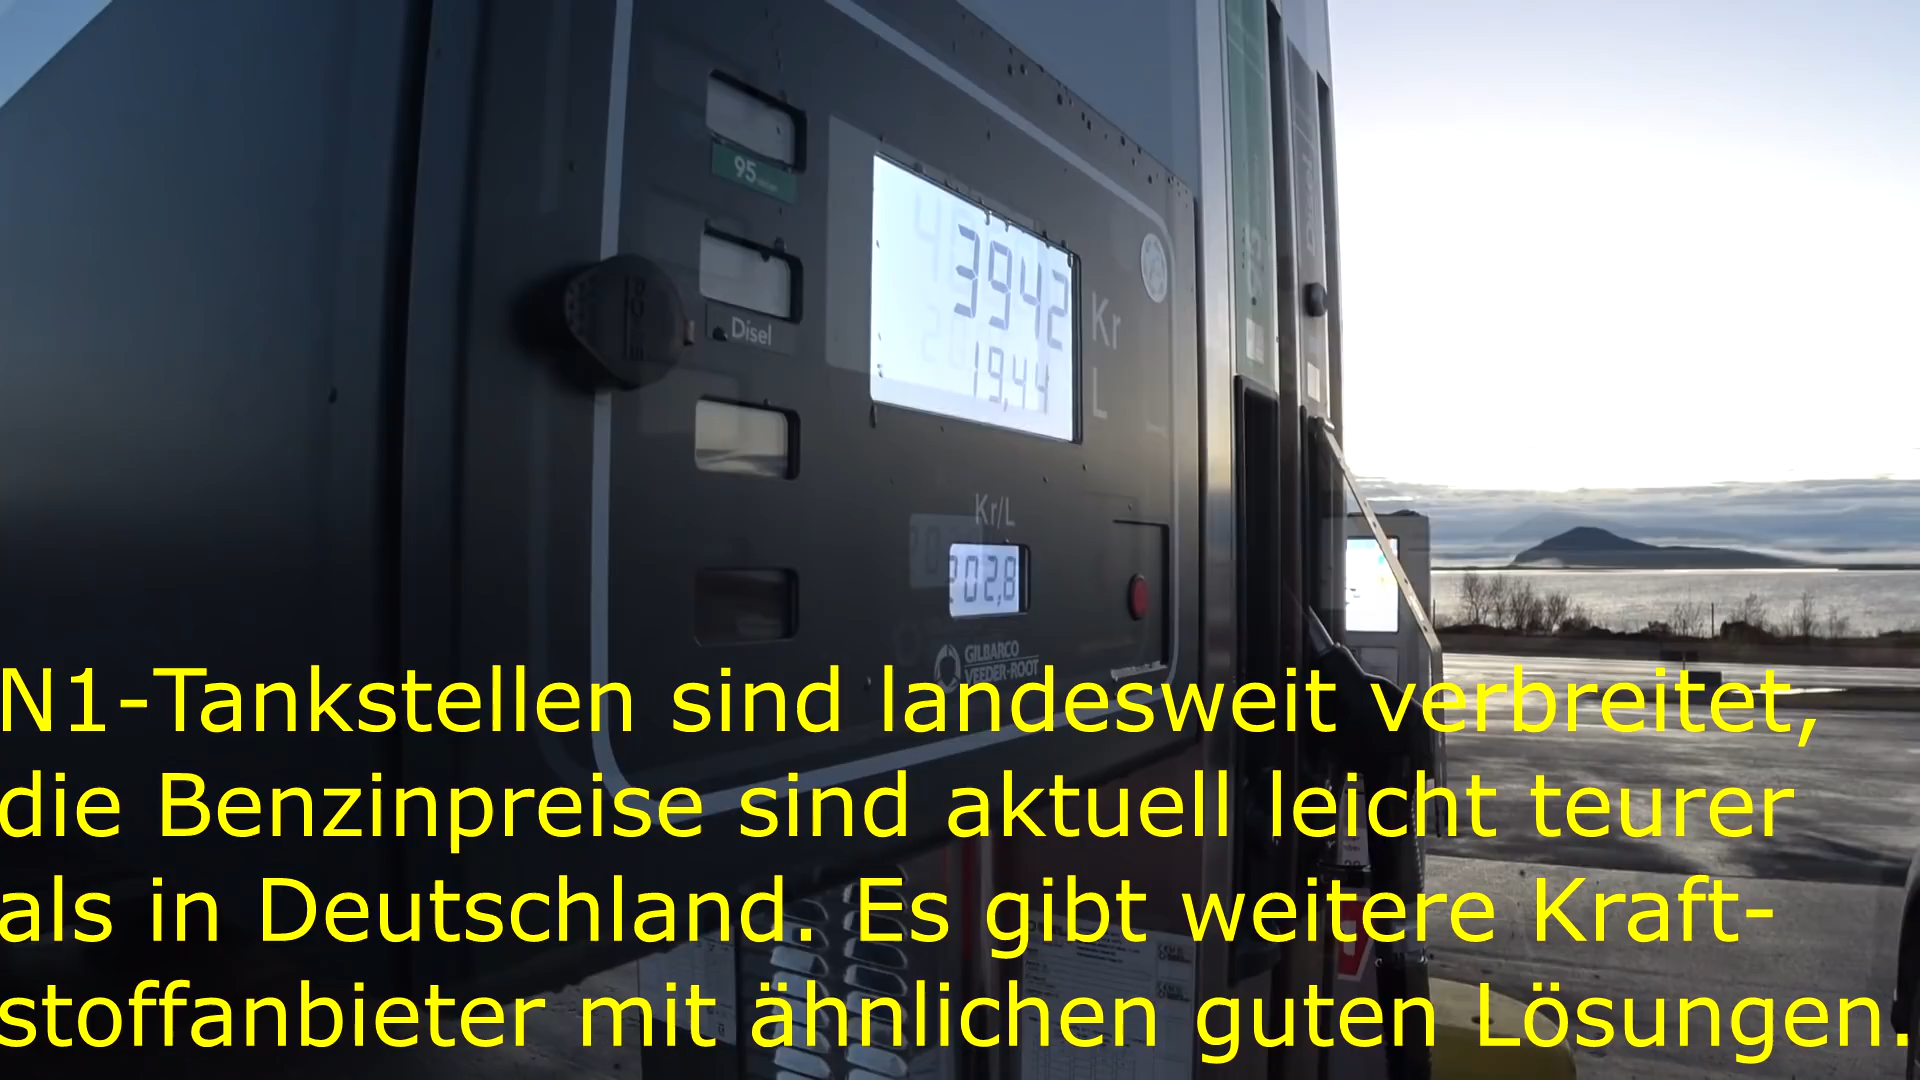 95
3942
Kr
19,44
L
Disel
Kr/L
202,8
GILBARCO
VEEDER-ROOT
N1-Tankstellen sind landesweit verbreitet,
die Benzinpreise sind aktuell leicht teurer
als in Deutschland. Es gibt weitere Kraft-
stoffanbieter mit ähnlichen guten Lösungen.